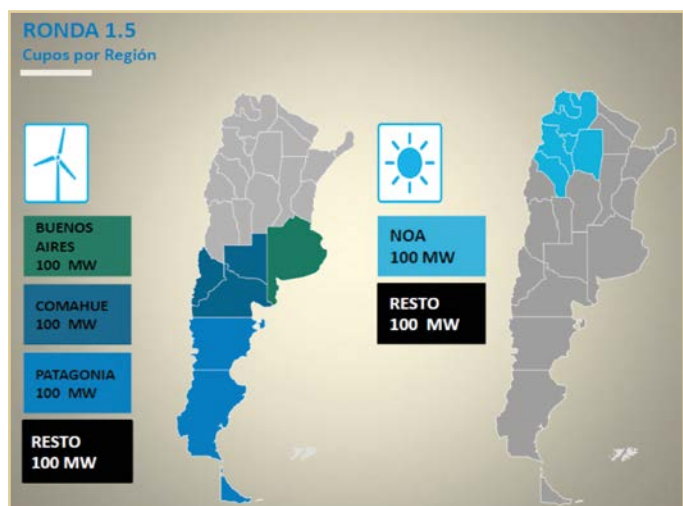 RONDA 1.5
Cupos por Región
BUENOS
AIRES
100 MW
COMAHUE
100 MW
PATAGONIA
100 MW
RESTO
100 MW
NOA
100 MW
RESTO
100 MW